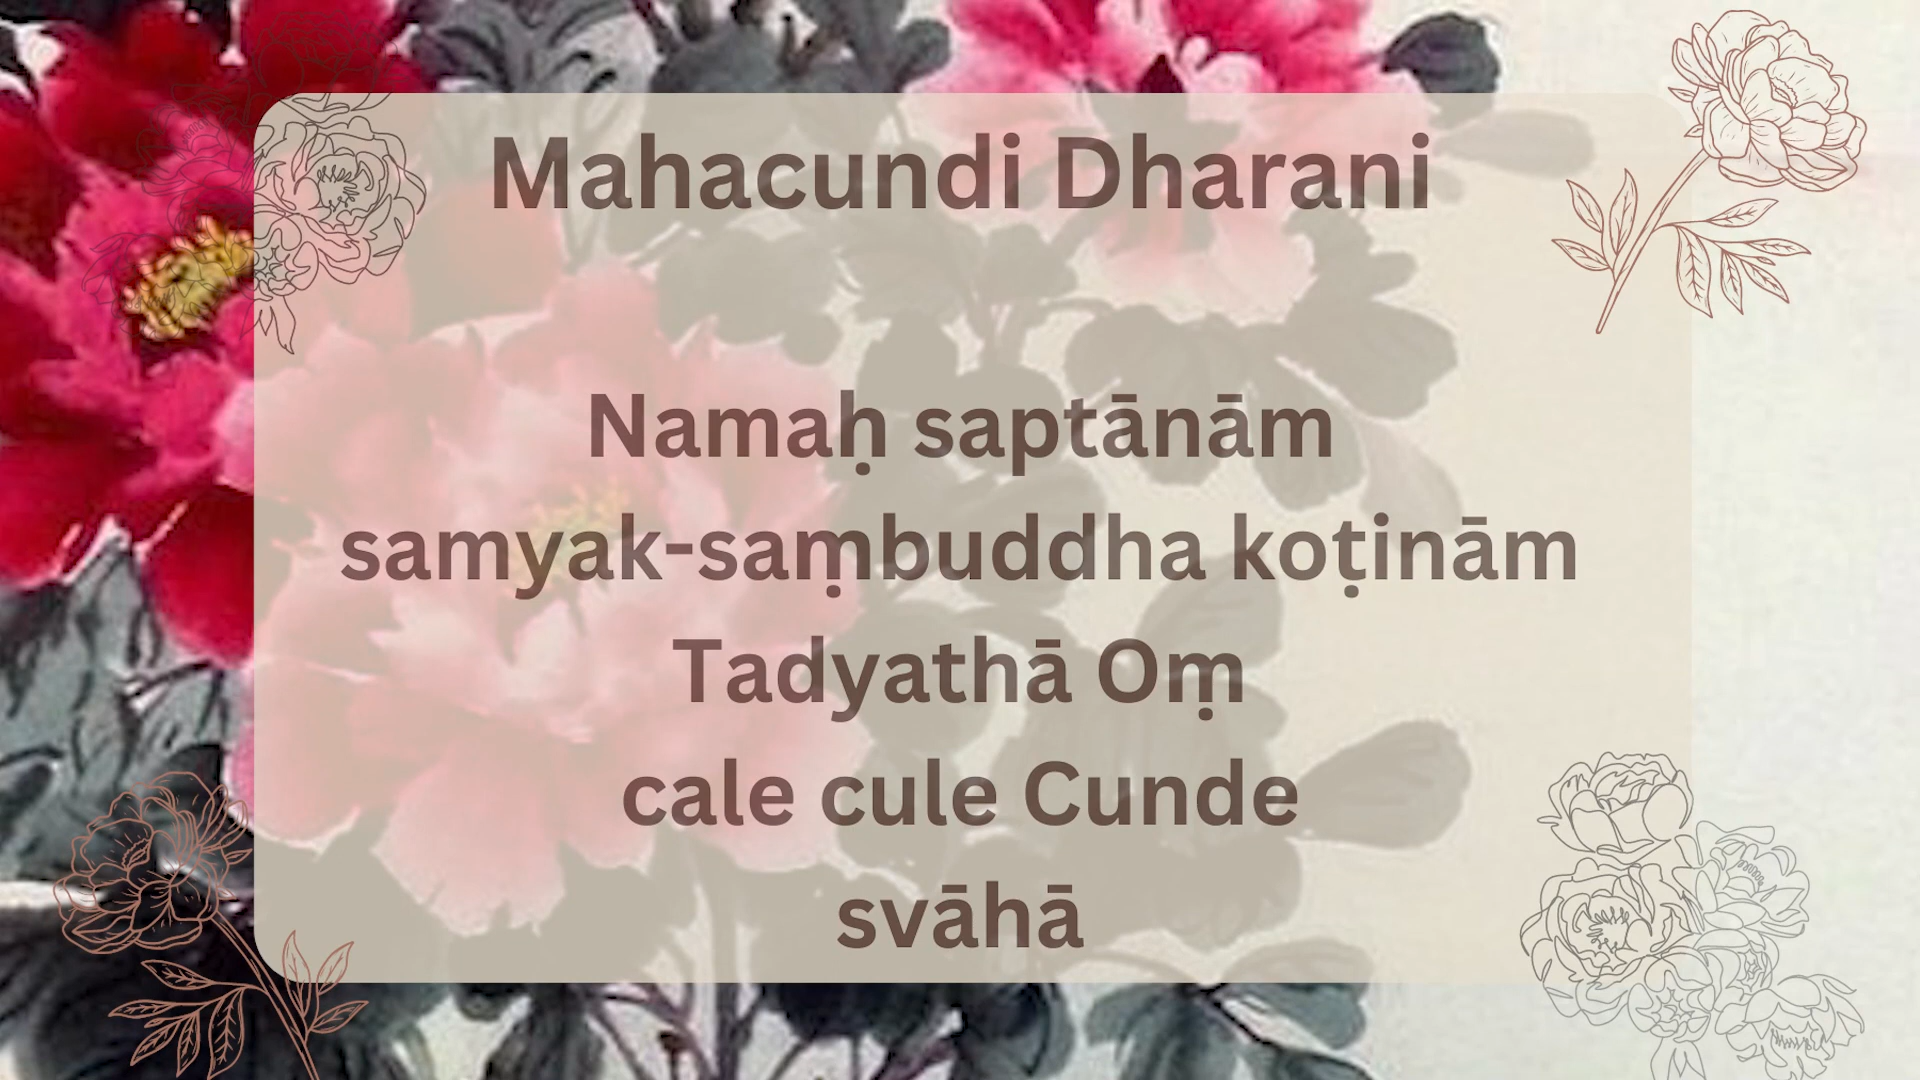 Mahacundi Dharani
Namaḥ saptānām
samyak-saṃbuddha koṭinām
Tadyathā Oṃ
cale cule Cunde
svāhā